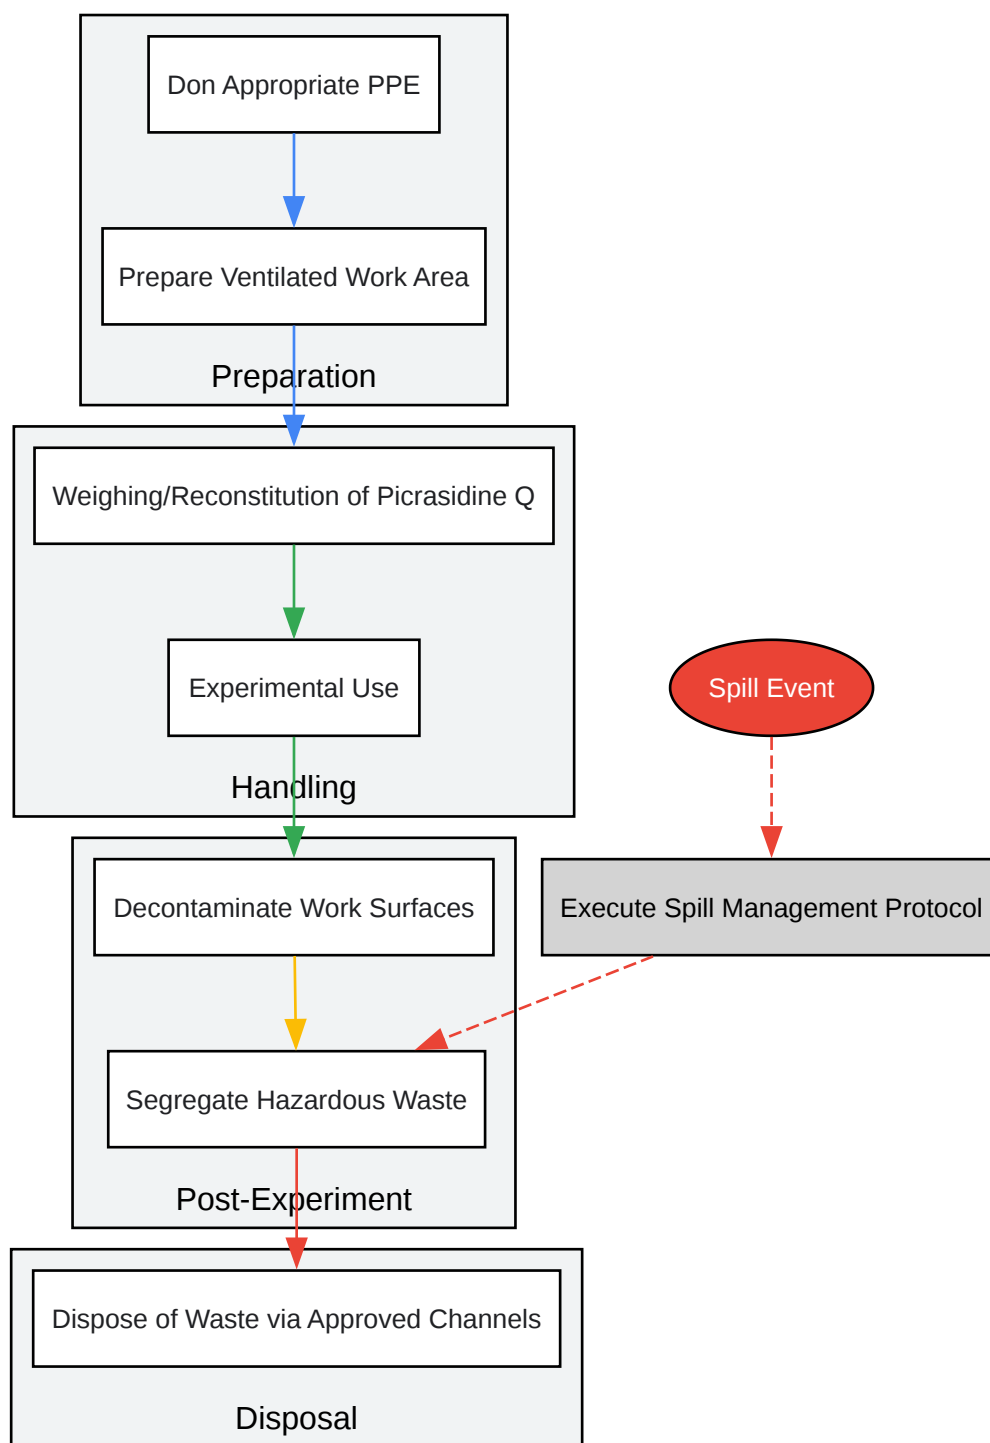 Don Appropriate PPE
Prepare Ventilated Work Area
Preparation
Weighing/Reconstitution of Picrasidine Q
Experimental Use
Handling
Spill Event
Decontaminate Work Surfaces
Execute Spill Management Protocol
Segregate Hazardous Waste
Post-Experiment
Dispose of Waste via Approved Channels
Disposal